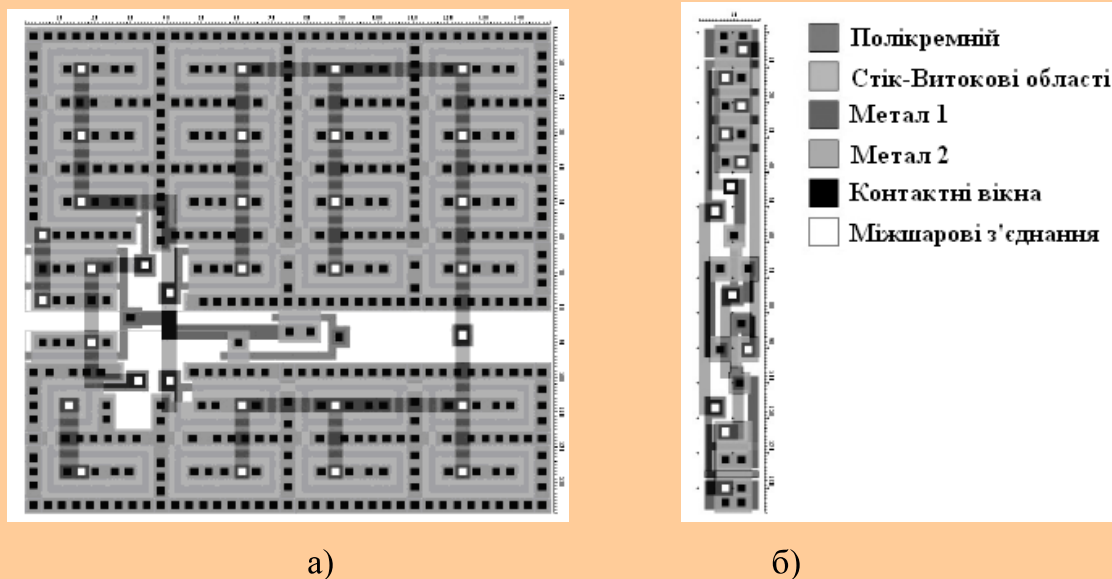 Полікремній
Стік-Витокові області
Метал 1
Метал 2
Контактні вікна
Міжшарові з'єднання
а)
б)